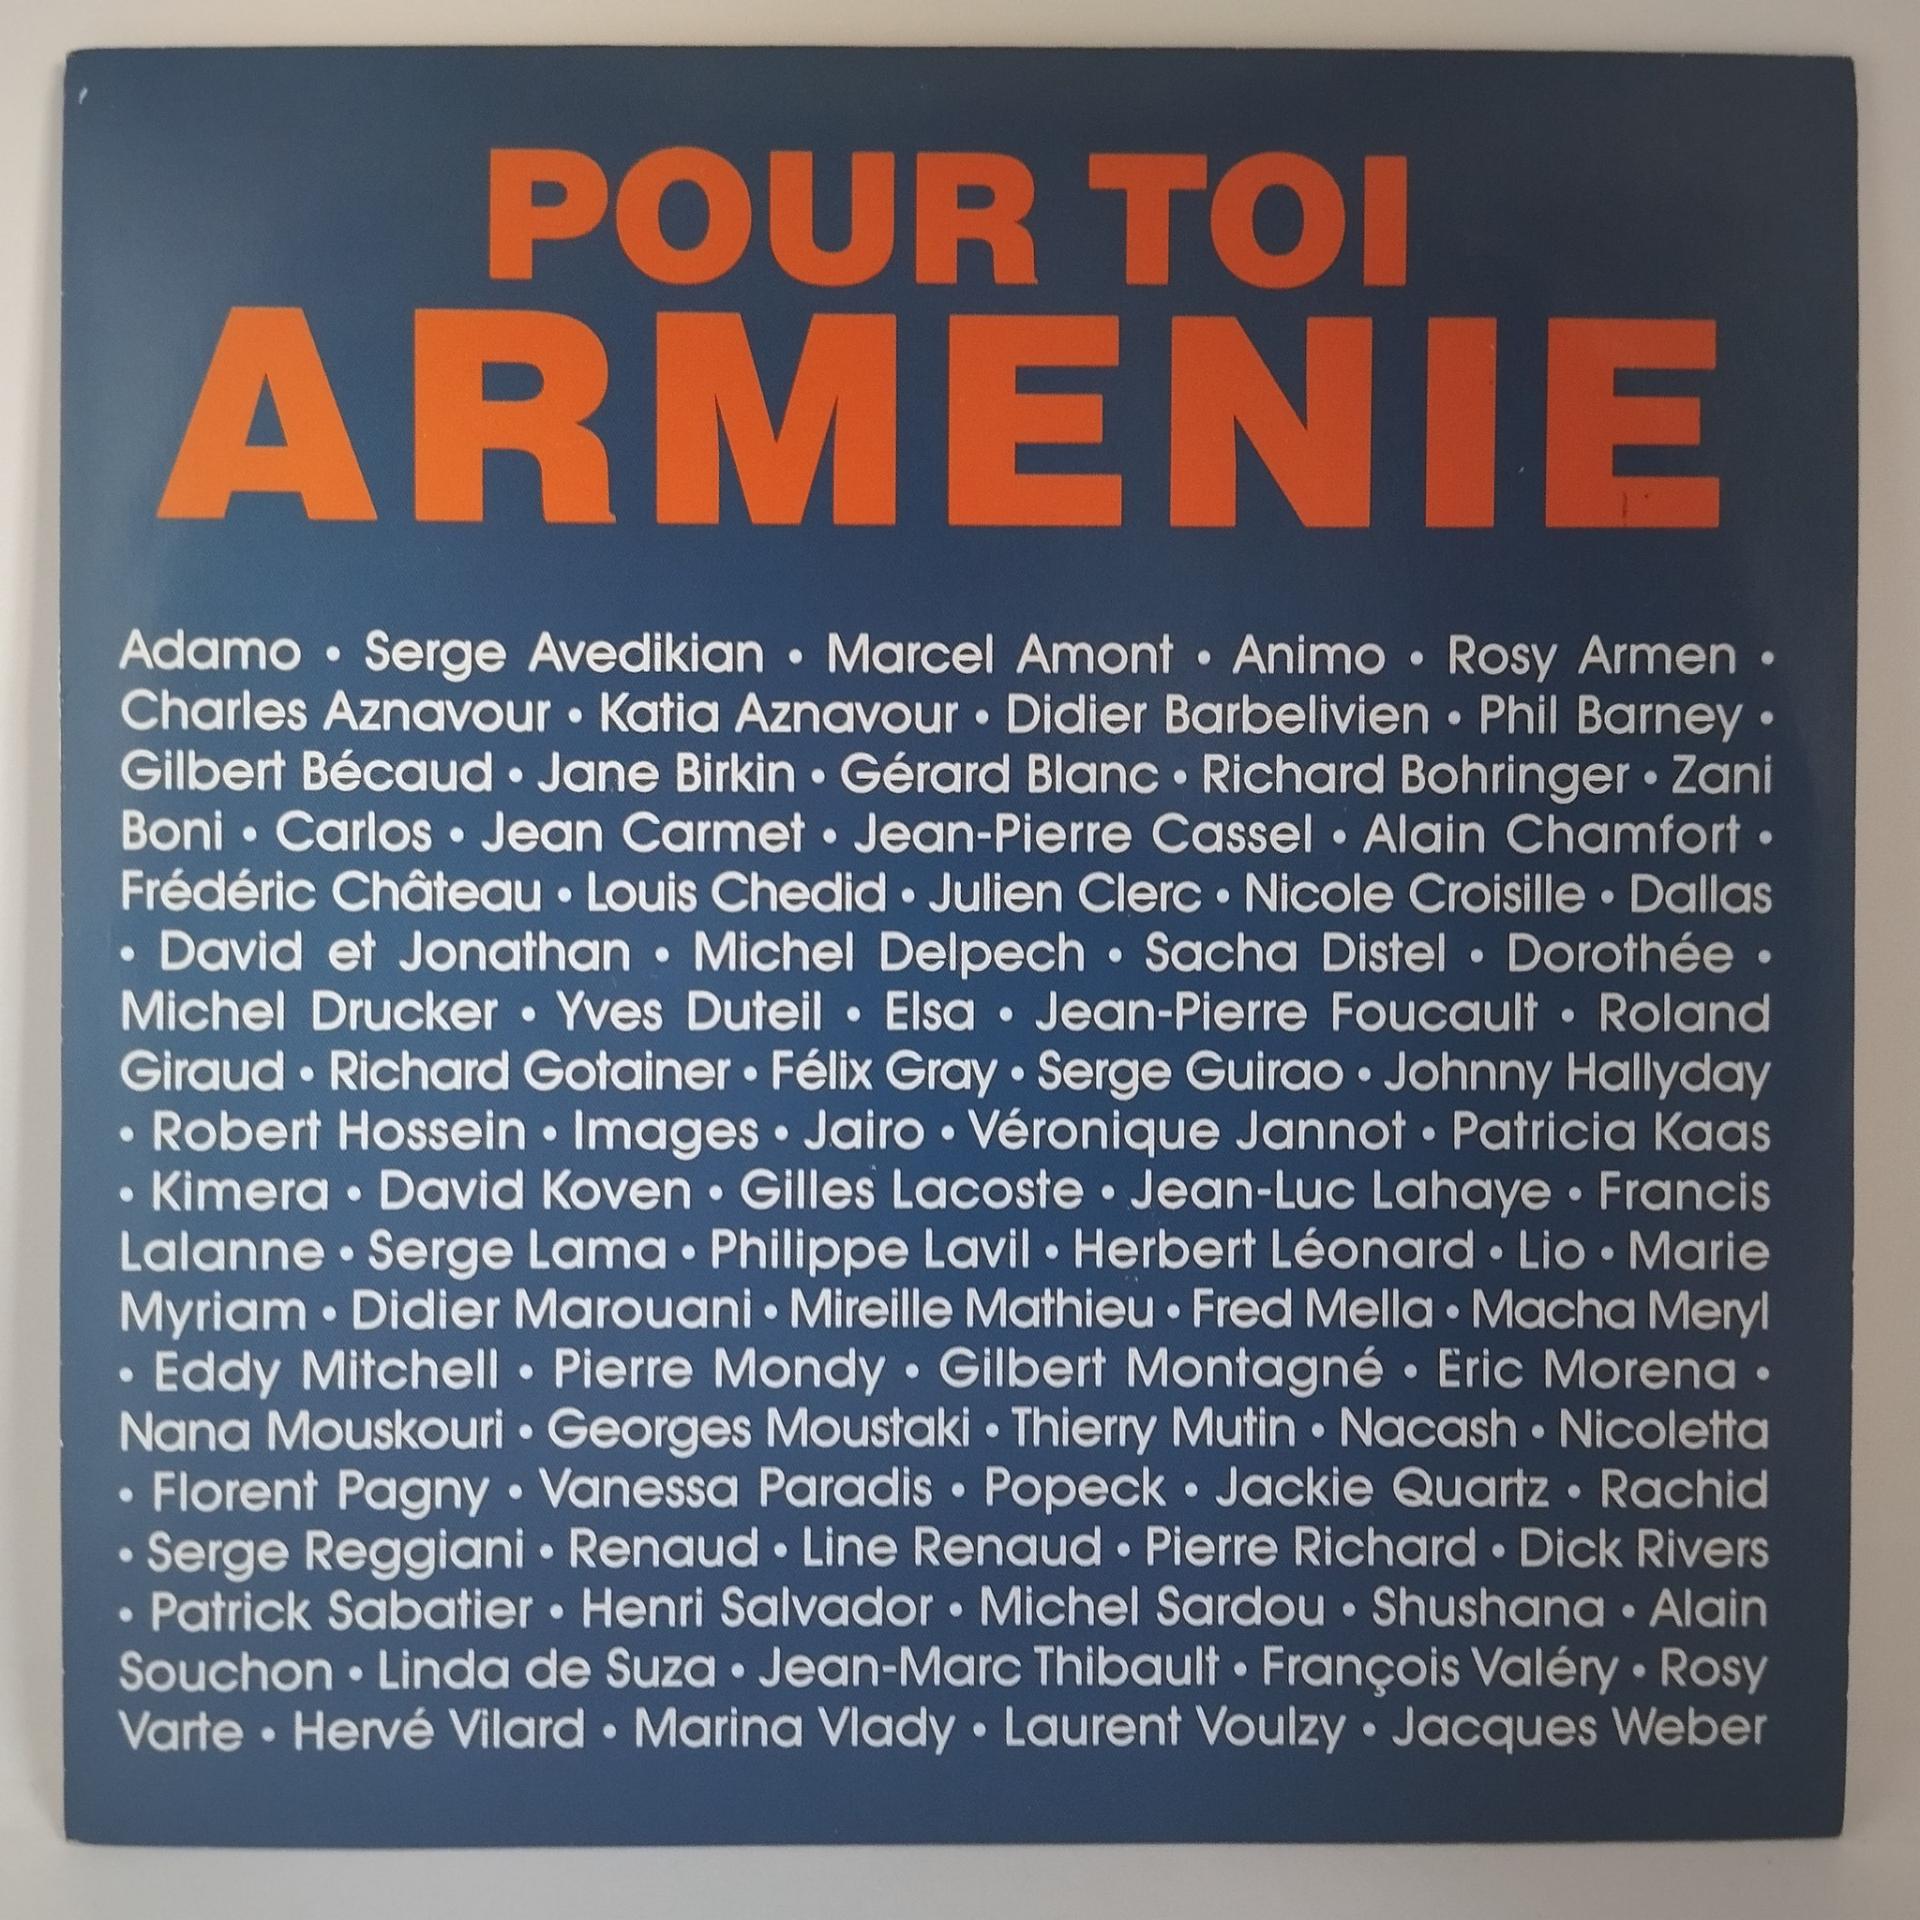 POUR TOI
ARMENIE
Adamo • Serge Avedikian • Marcel Amont • Animo • Rosy Armen •
Charles Aznavour • Katia Aznavour • Didier Barbelivien • Phil Barney •
Gilbert Bécaud • Jane Birkin • Gérard Blanc • Richard Bohringer • Zani
Boni • Carlos • Jean Carmet • Jean-Pierre Cassel • Alain Chamfort •
Frédéric Château • Louis Chedid • Julien Clerc • Nicole Croisille • Dallas
• David et Jonathan • Michel Delpech • Sacha Distel • Dorothée •
Michel Drucker • Yves Duteil • Elsa • Jean-Pierre Foucault • Roland
Giraud • Richard Gotainer • Félix Gray • Serge Guirao • Johnny Hallyday
• Robert Hossein • Images • Jairo • Véronique Jannot • Patricia Kaas
• Kimera • David Koven • Gilles Lacoste • Jean-Luc Lahaye • Francis
Lalanne • Serge Lama • Philippe Lavil • Herbert Léonard • Lio • Marie
Myriam • Didier Marouani • Mireille Mathieu • Fred Mella • Macha Meryl
• Eddy Mitchell • Pierre Mondy • Gilbert Montagné • Eric Morena •
Nana Mouskouri • Georges Moustaki • Thierry Mutin • Nacash • Nicoletta
• Florent Pagny • Vanessa Paradis • Popeck • Jackie Quartz • Rachid
• Serge Reggiani • Renaud • Line Renaud • Pierre Richard • Dick Rivers
• Patrick Sabatier • Henri Salvador • Michel Sardou • Shushana • Alain
Souchon • Linda de Suza • Jean-Marc Thibault • François Valéry • Rosy
Varte • Hervé Vilard • Marina Vlady • Laurent Voulzy • Jacques Weber